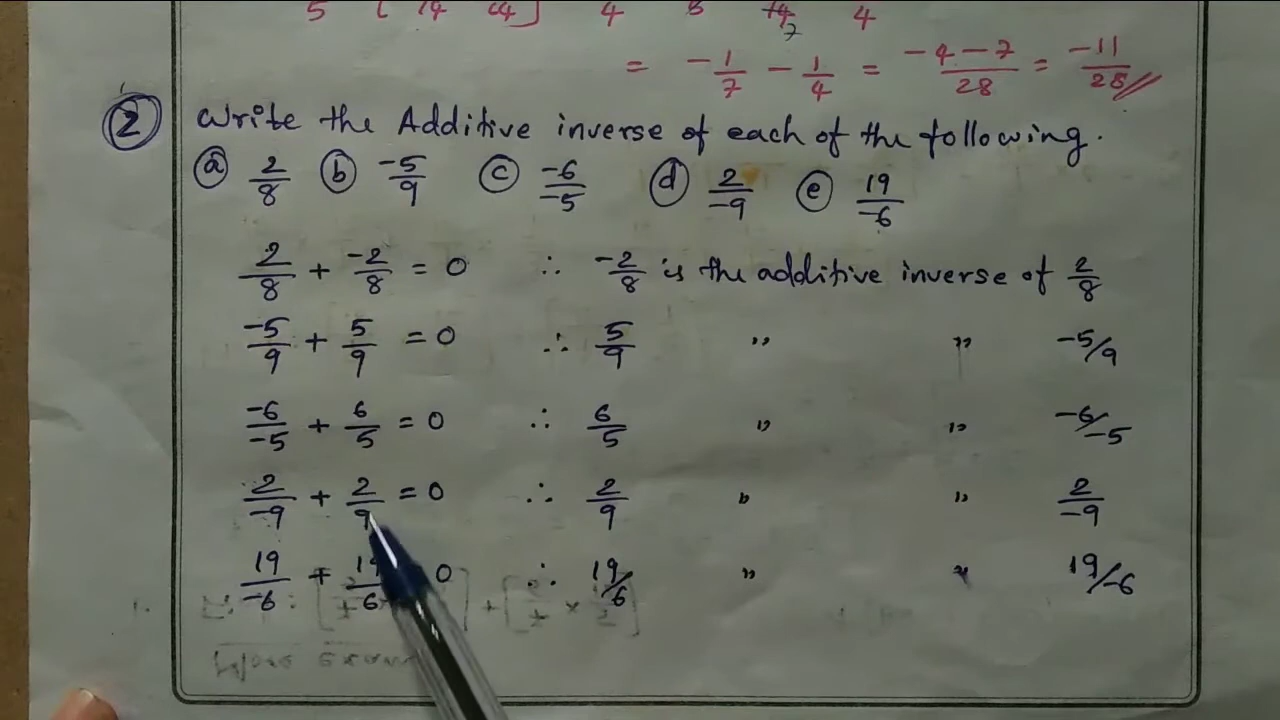 = -1/7 - 1/4 = -4-7/28 = -11/28
② Write the Additive inverse of each of the following.
ⓐ 2/8 ⓑ -5/9 ⓒ -6/-5 ⓓ 2/-9 ⓔ 19/-6
2/8 + -2/8 = 0 ∴ -2/8 is the additive inverse of 2/8
-5/9 + 5/9 = 0 ∴ 5/9 " " -5/9
-6/-5 + 6/5 = 0 ∴ 6/5 " " -6/-5
2/-9 + 2/9 = 0 ∴ 2/9 " " 2/-9
19/-6 + 19/6 0 ∴ 19/6 " " 19/-6
More